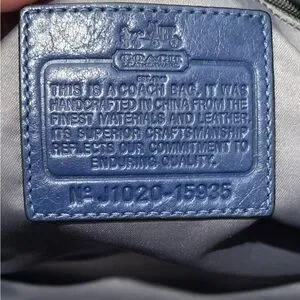 COACH
EST. 1941
THIS IS A COACH BAG. IT WAS
HANDCRAFTED IN CHINA FROM THE
FINEST MATERIALS AND LEATHER.
ITS SUPERIOR CRAFTSMANSHIP
REFLECTS OUR COMMITMENT TO
ENDURING QUALITY.
Nº J1020-15935